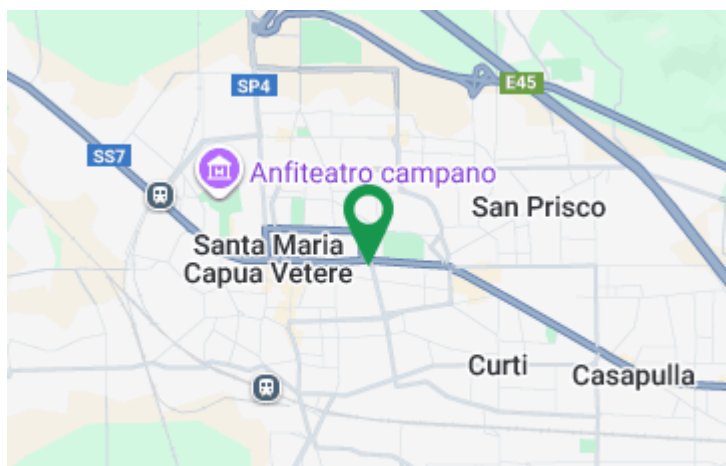 SP4
E45
SS7
Anfiteatro campano
San Prisco
Santa Maria
Capua Vetere
Curti
Casapulla